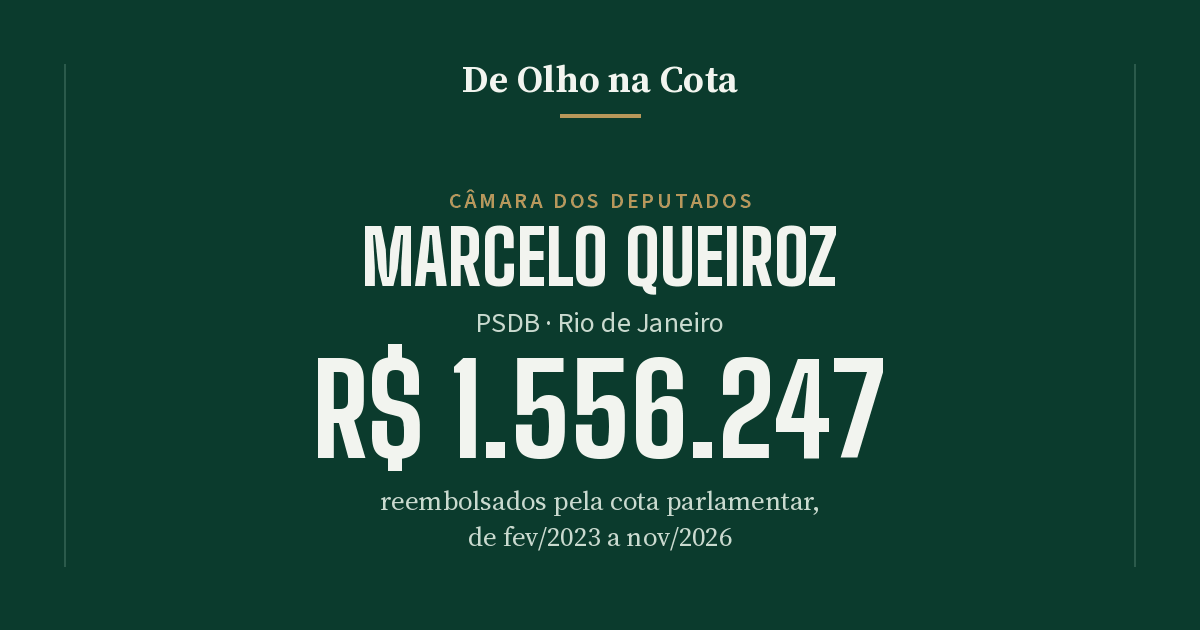 De Olho na Cota
CÂMARA DOS DEPUTADOS
MARCELO QUEIROZ
PSDB · Rio de Janeiro
R$ 1.556.247
reembolsados pela cota parlamentar,
de fev/2023 a nov/2026